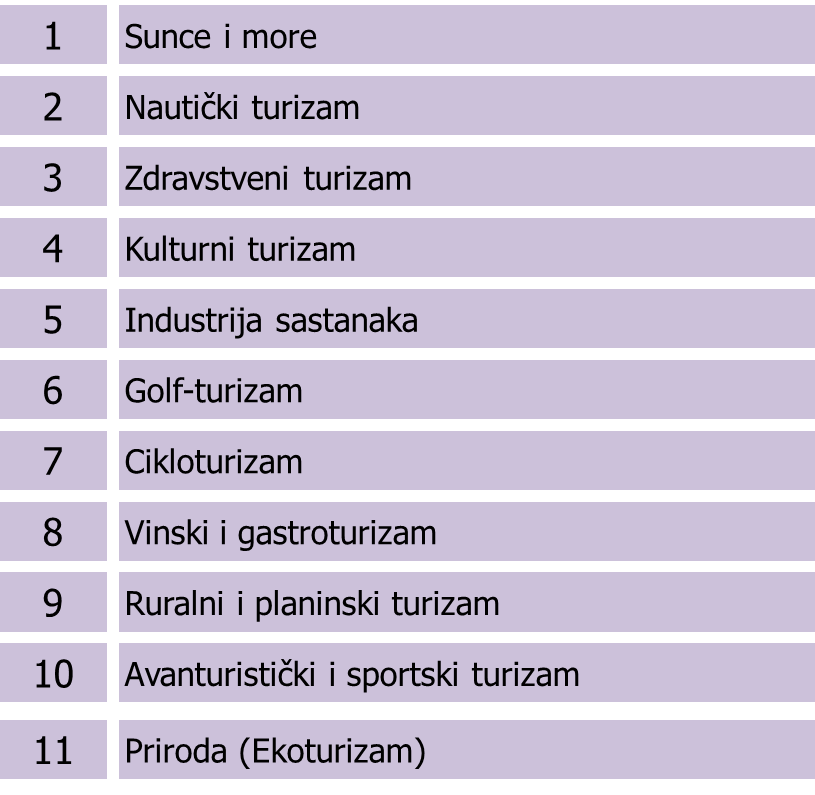 1 Sunce i more
2 Nautički turizam
3 Zdravstveni turizam
4 Kulturni turizam
5 Industrija sastanaka
6 Golf-turizam
7 Cikloturizam
8 Vinski i gastroturizam
9 Ruralni i planinski turizam
10 Avanturistički i sportski turizam
11 Priroda (Ekoturizam)